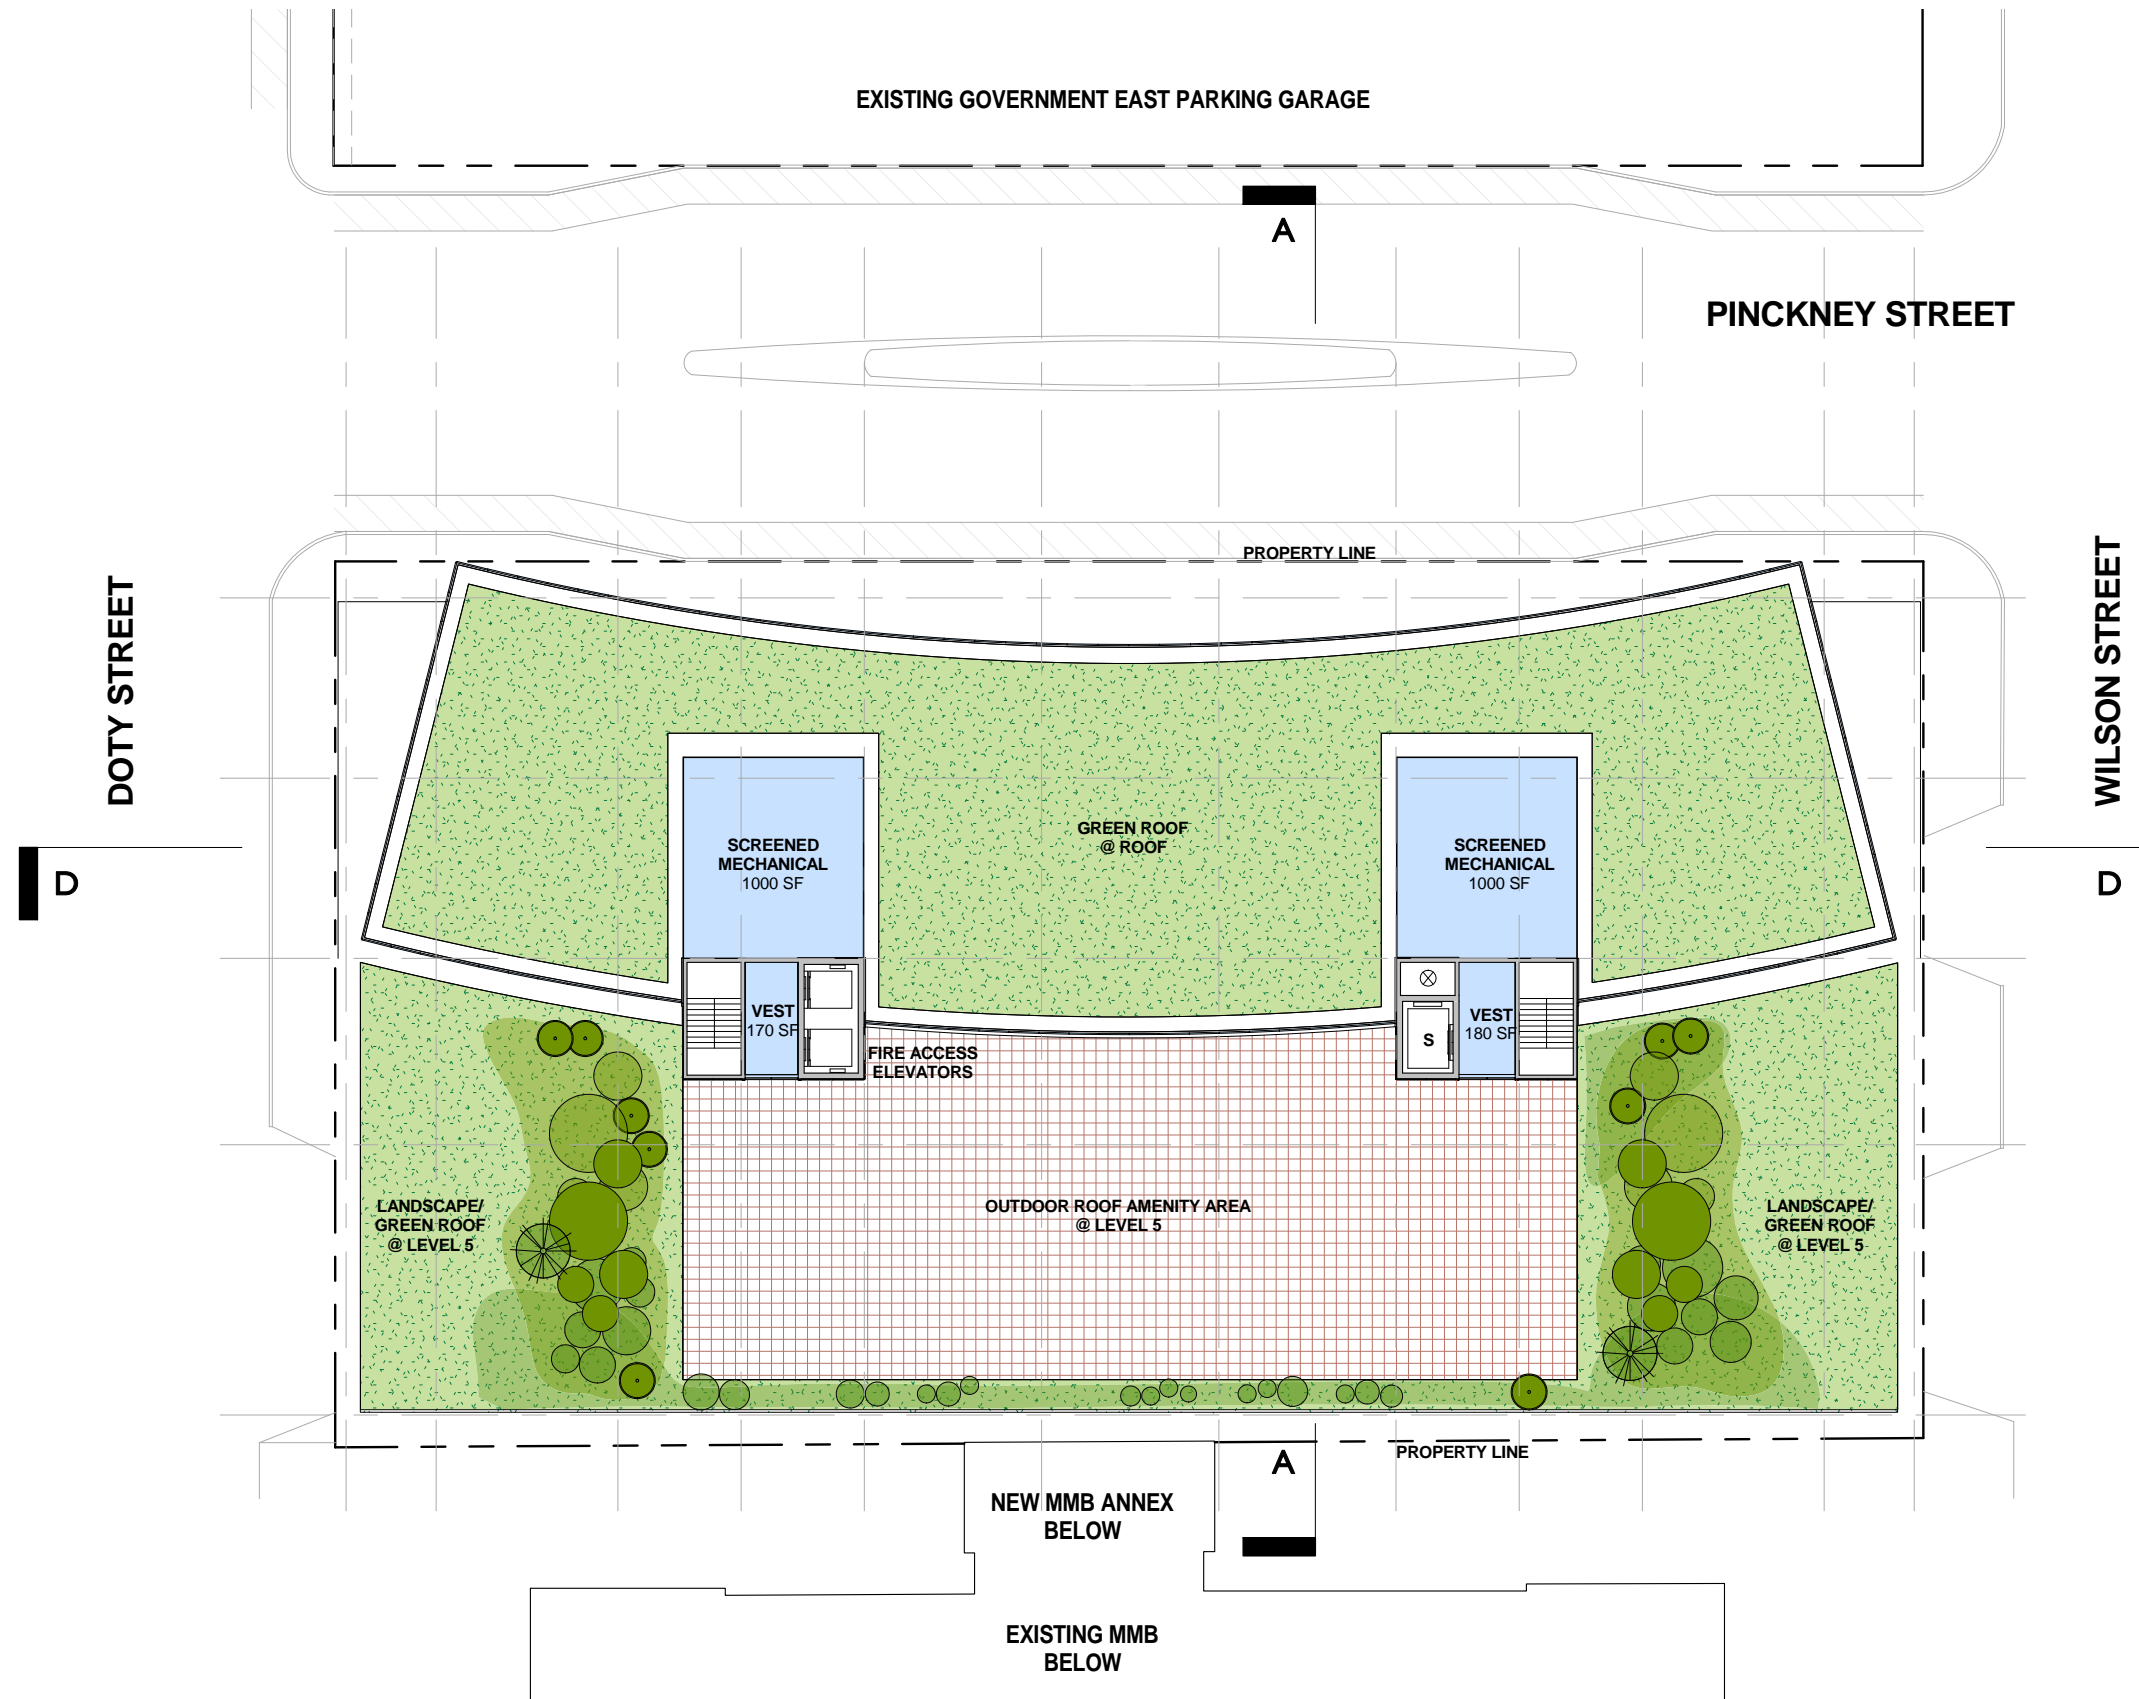 EXISTING GOVERNMENT EAST PARKING GARAGE
A
PINCKNEY STREET
PROPERTY LINE
DOTY STREET
WILSON STREET
GREEN ROOF
@ ROOF
SCREENED
MECHANICAL
1000 SF
SCREENED
MECHANICAL
1000 SF
D
D
VEST
170 SF
VEST
180 SF
S
FIRE ACCESS
ELEVATORS
LANDSCAPE/
GREEN ROOF
@ LEVEL 5
OUTDOOR ROOF AMENITY AREA
@ LEVEL 5
LANDSCAPE/
GREEN ROOF
@ LEVEL 5
PROPERTY LINE
A
NEW MMB ANNEX
BELOW
EXISTING MMB
BELOW